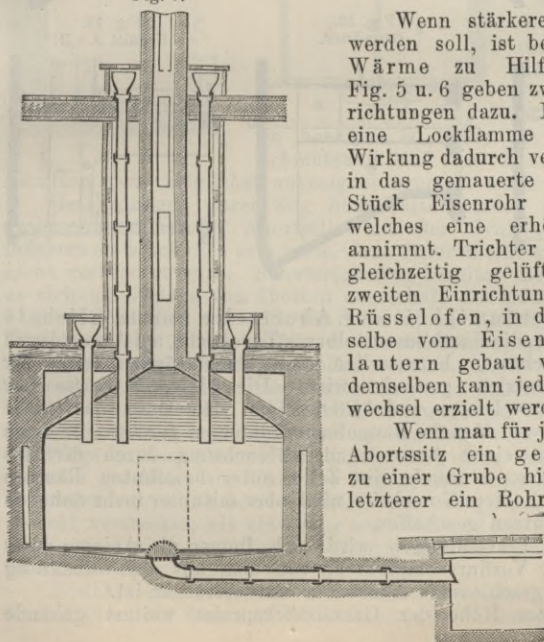 Wenn stärkere
werden soll, ist be
Wärme zu Hilf
Fig. 5 u. 6 geben zw
richtungen dazu.
eine Lockflamme
Wirkung dadurch ve
in das gemauerte
Stück Eisenrohr
welches eine erh
annimmt. Trichter
gleichzeitig gelüft
zweiten Einrichtun
Rüsselofen, in d
selbe vom Eisen
lautern gebaut v
demselben kann jed
wechsel erzielt werd
Wenn man für j
Abortssitz ein ge
zu einer Grube hi
letzterer ein Rohr